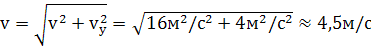 v = √(v² + v_y²) = √(16м²/с² + 4м²/с²) ≈ 4,5м/с